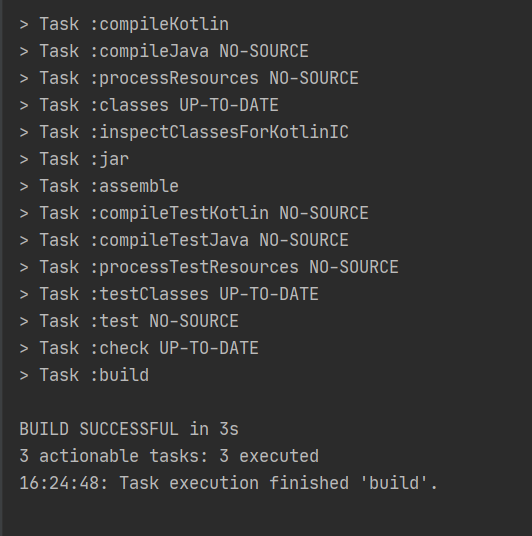 > Task :compileKotlin
> Task :compileJava NO-SOURCE
> Task :processResources NO-SOURCE
> Task :classes UP-TO-DATE
> Task :inspectClassesForKotlinIC
> Task :jar
> Task :assemble
> Task :compileTestKotlin NO-SOURCE
> Task :compileTestJava NO-SOURCE
> Task :processTestResources NO-SOURCE
> Task :testClasses UP-TO-DATE
> Task :test NO-SOURCE
> Task :check UP-TO-DATE
> Task :build
BUILD SUCCESSFUL in 3s
3 actionable tasks: 3 executed
16:24:48: Task execution finished 'build'.